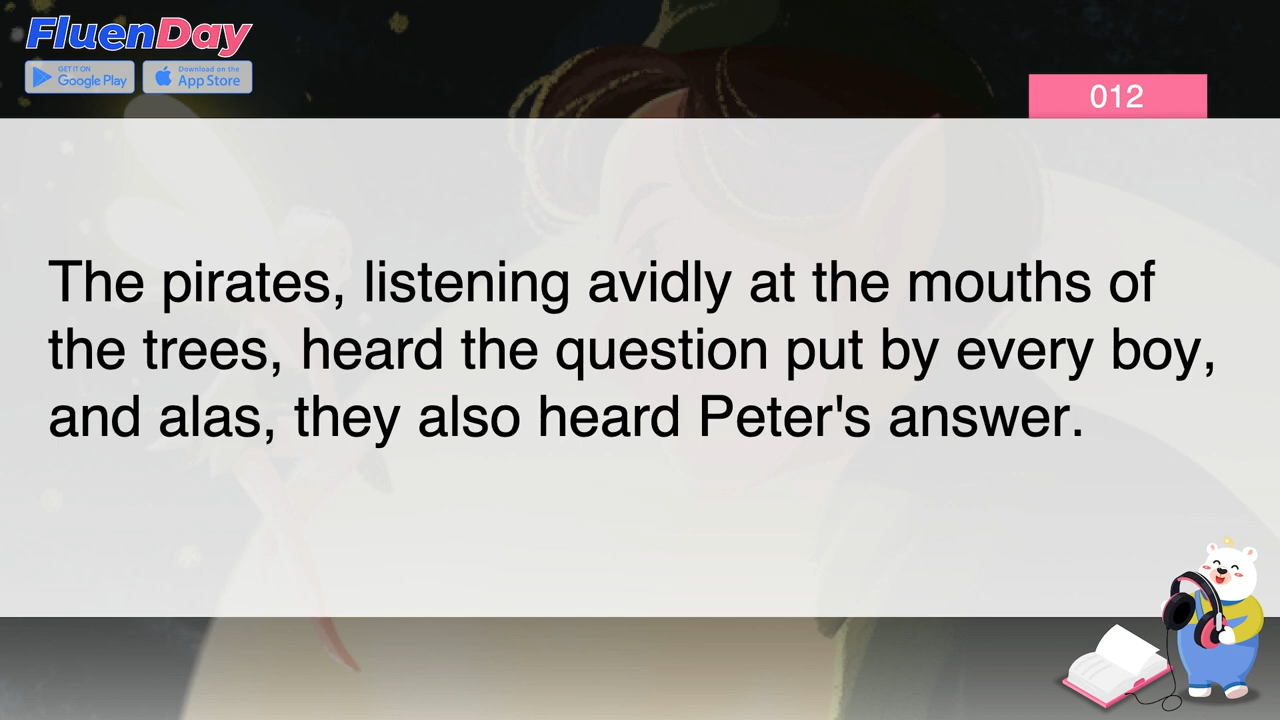 FluenDay
GET IT ON
Google Play
Download on the
App Store
012
The pirates, listening avidly at the mouths of
the trees, heard the question put by every boy,
and alas, they also heard Peter's answer.